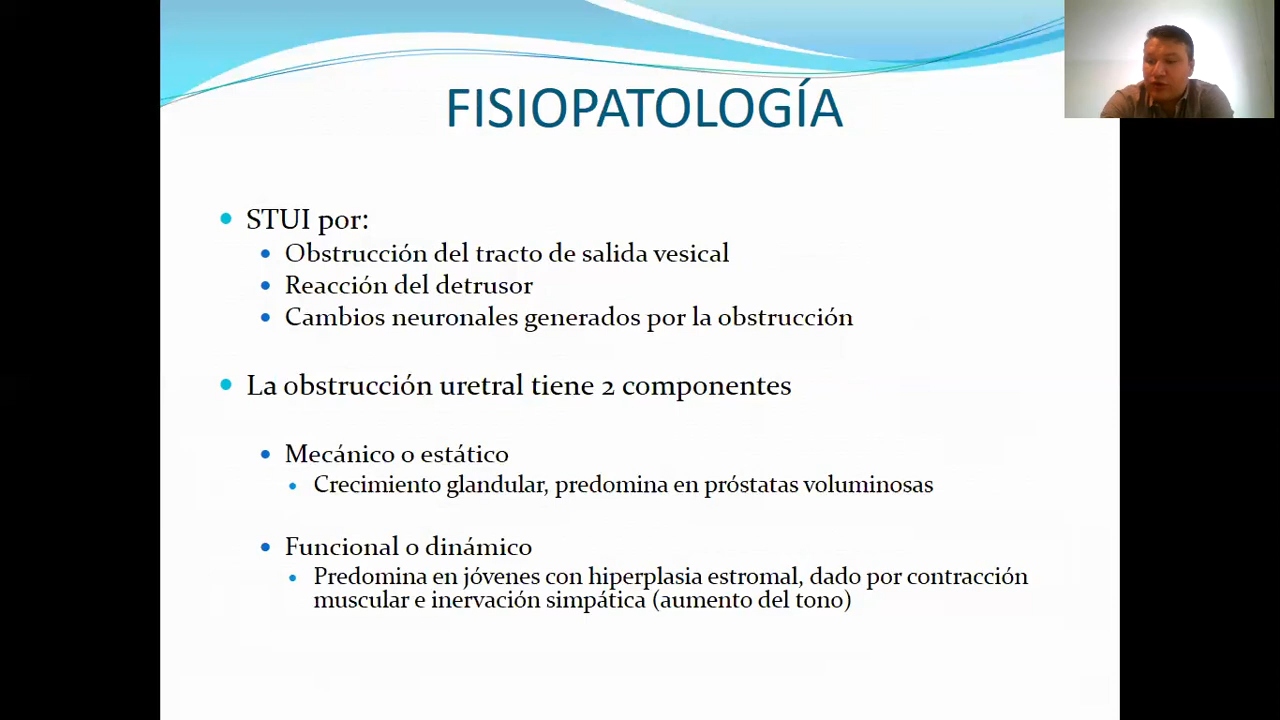 FISIOPATOLOGÍA
STUI por:
Obstrucción del tracto de salida vesical
Reacción del detrusor
Cambios neuronales generados por la obstrucción
La obstrucción uretral tiene 2 componentes
Mecánico o estático
Crecimiento glandular, predomina en próstatas voluminosas
Funcional o dinámico
Predomina en jóvenes con hiperplasia estromal, dado por contracción
muscular e inervación simpática (aumento del tono)